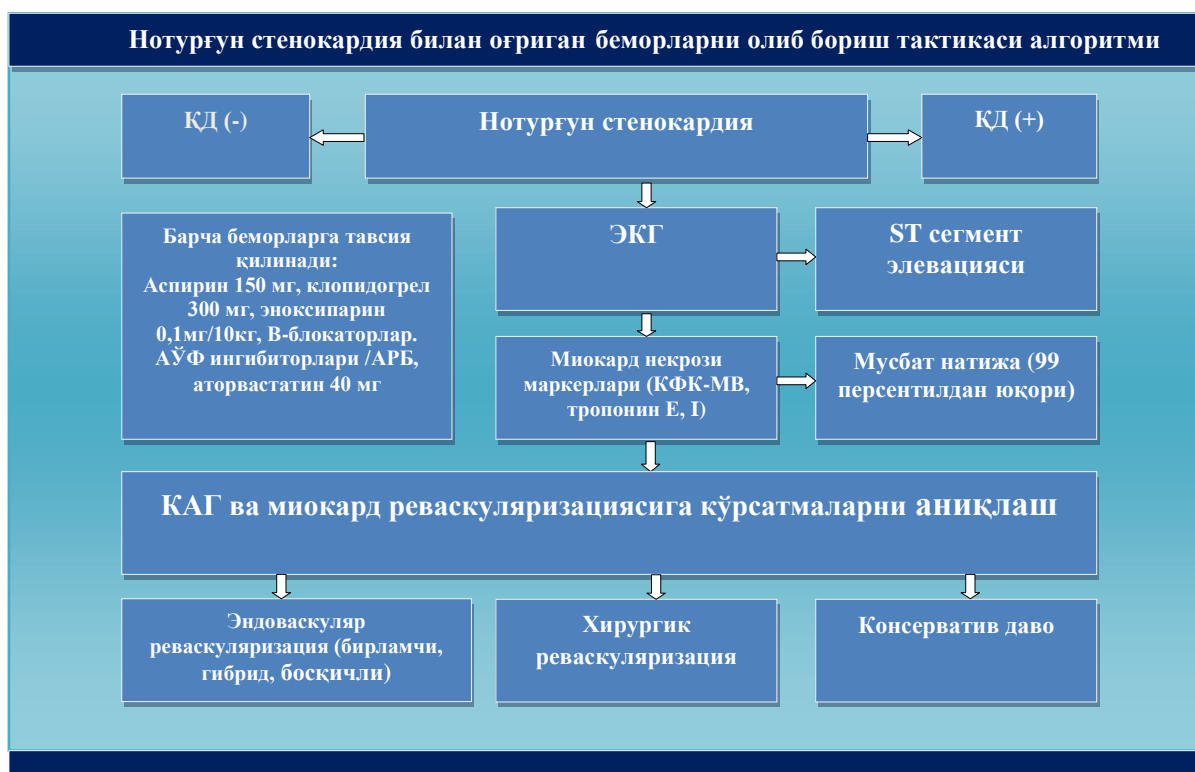 Нотурғун стенокардия билан оғриган беморларни олиб бориш тактикаси алгоритми
ҚД (-)
Нотурғун стенокардия
ҚД (+)
Барча беморларга тавсия
қилинади:
Аспирин 150 мг, клопидогрел
300 мг, эноксипарин
0,1мг/10кг, В-блокаторлар.
АЎФ ингибиторлари /АРБ,
аторвастатин 40 мг
ЭКГ
ST сегмент
элевацияси
Миокард некрози
маркерлари (КФК-МВ,
тропонин Е, I)
Мусбат натижа (99
персентилдан юқори)
КАГ ва миокард реваскуляризациясига кўрсатмаларни аниқлаш
Эндоваскуляр
реваскуляризация (бирламчи,
гибрид, босқичли)
Хирургик
реваскуляризация
Консерватив даво